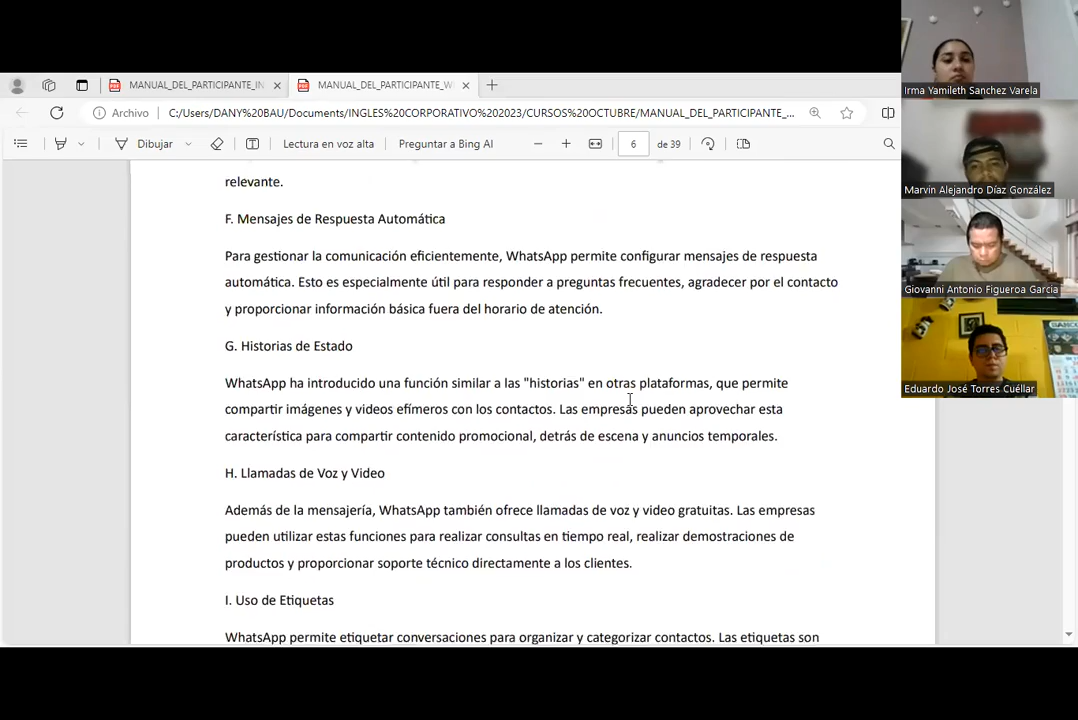 MANUAL_DEL_PARTICIPANTE_IN
MANUAL_DEL_PARTICIPANTE_W
Archivo
C:/Users/DANY%20BAU/Documents/INGLES%20CORPORATIVO%202023/CURSOS%20OCTUBRE/MANUAL_DEL_PARTICIPANTE_...
Dibujar
Lectura en voz alta
Preguntar a Bing AI
6
de 39
relevante.
F. Mensajes de Respuesta Automática
Para gestionar la comunicación eficientemente, WhatsApp permite configurar mensajes de respuesta
automática. Esto es especialmente útil para responder a preguntas frecuentes, agradecer por el contacto
y proporcionar información básica fuera del horario de atención.
G. Historias de Estado
WhatsApp ha introducido una función similar a las "historias" en otras plataformas, que permite
compartir imágenes y videos efímeros con los contactos. Las empresas pueden aprovechar esta
característica para compartir contenido promocional, detrás de escena y anuncios temporales.
H. Llamadas de Voz y Video
Además de la mensajería, WhatsApp también ofrece llamadas de voz y video gratuitas. Las empresas
pueden utilizar estas funciones para realizar consultas en tiempo real, realizar demostraciones de
productos y proporcionar soporte técnico directamente a los clientes.
I. Uso de Etiquetas
WhatsApp permite etiquetar conversaciones para organizar y categorizar contactos. Las etiquetas son
Irma Yamileth Sanchez Varela
Marvin Alejandro Díaz González
Giovanni Antonio Figueroa Garcia
Eduardo José Torres Cuéllar